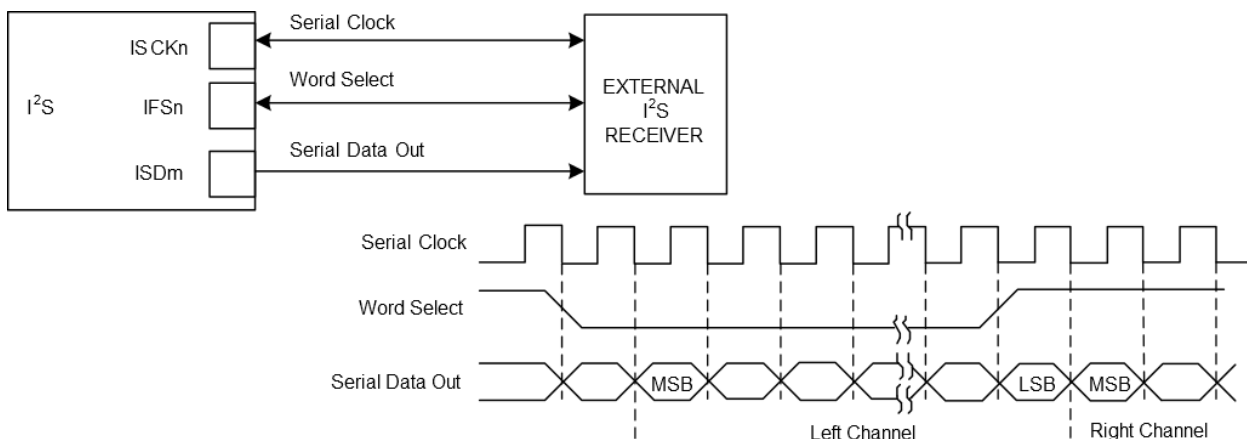 Serial Clock
ISCKn
Word Select
I²S
IFSn
EXTERNAL
I²S
RECEIVER
Serial Data Out
ISDm
Serial Clock
Word Select
Serial Data Out
MSB
LSB
MSB
Left Channel
Right Channel